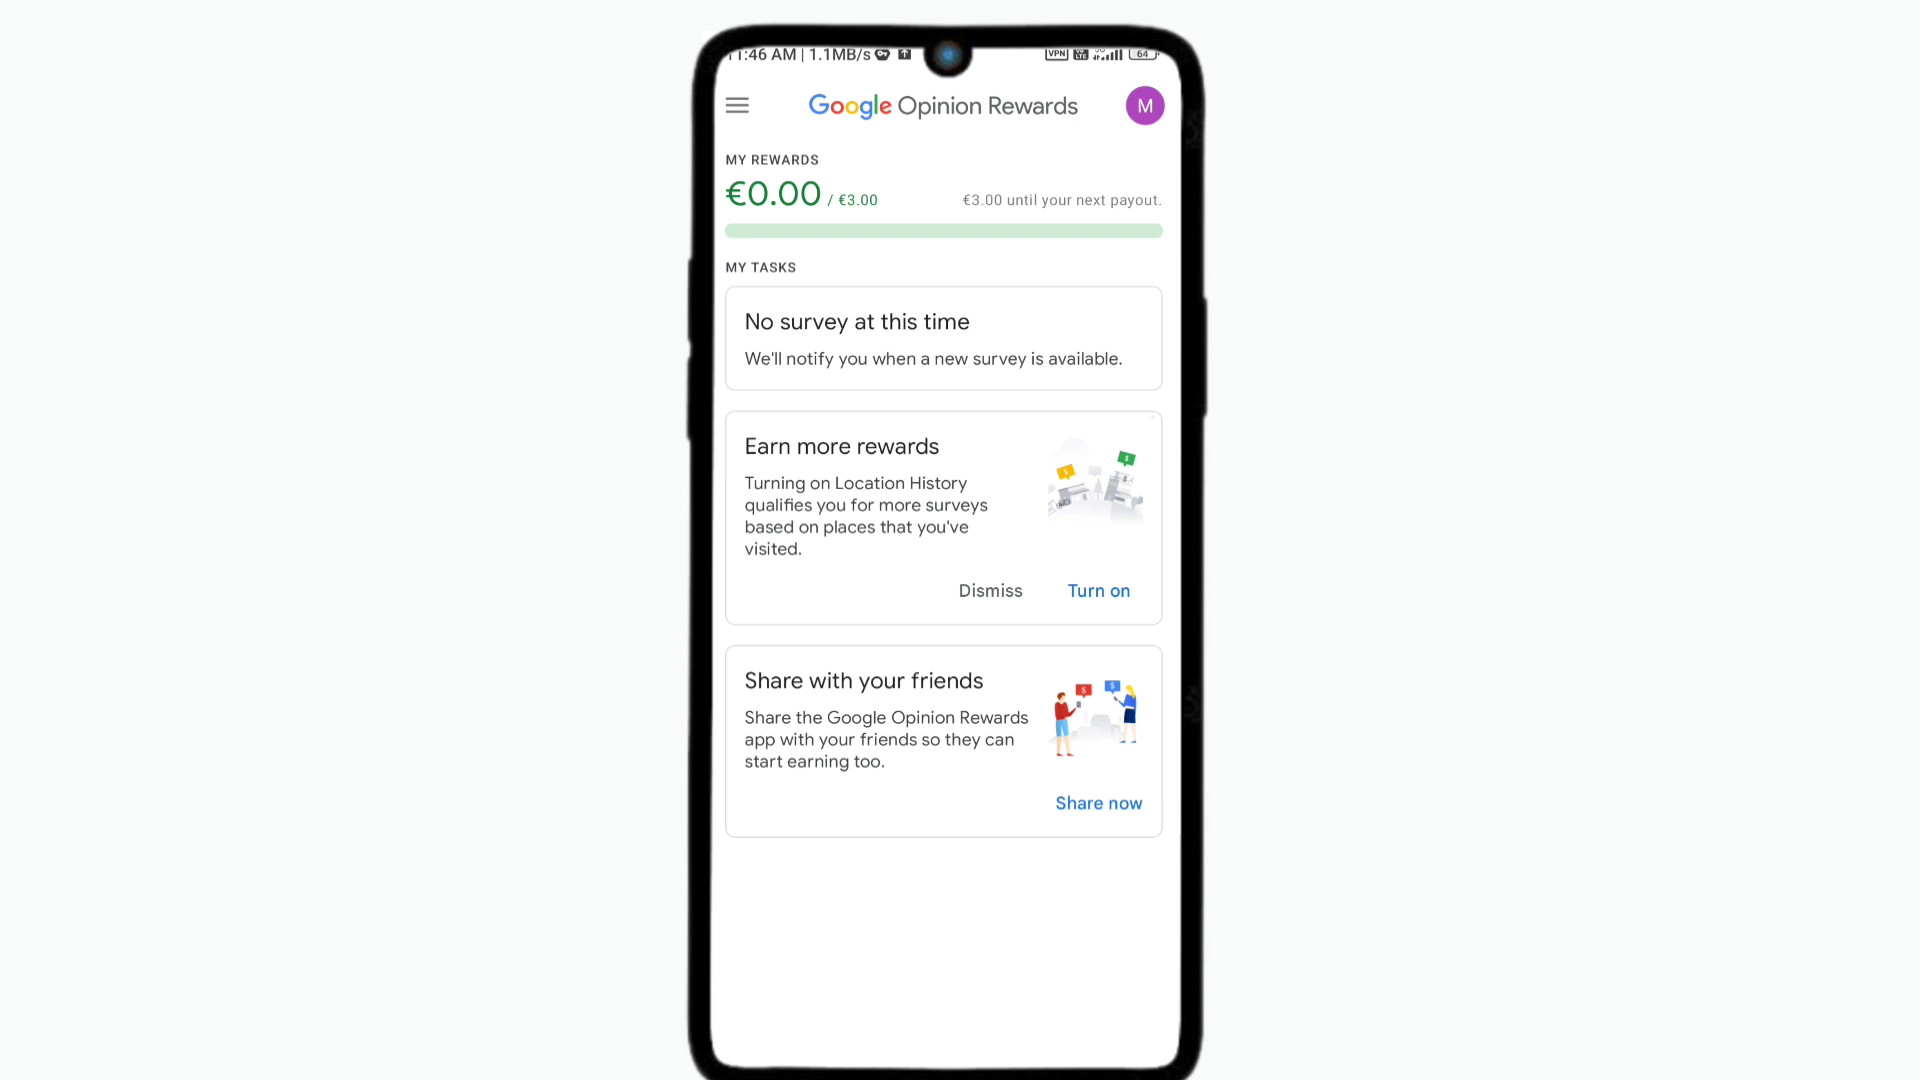 11:46 AM | 1.1MB/s VPN 64
Google Opinion Rewards M
MY REWARDS
€0.00 / €3.00 €3.00 until your next payout.
MY TASKS
No survey at this time
We'll notify you when a new survey is available.
Earn more rewards
Turning on Location History
qualifies you for more surveys
based on places that you've
visited.
Dismiss Turn on
Share with your friends
Share the Google Opinion Rewards
app with your friends so they can
start earning too.
Share now